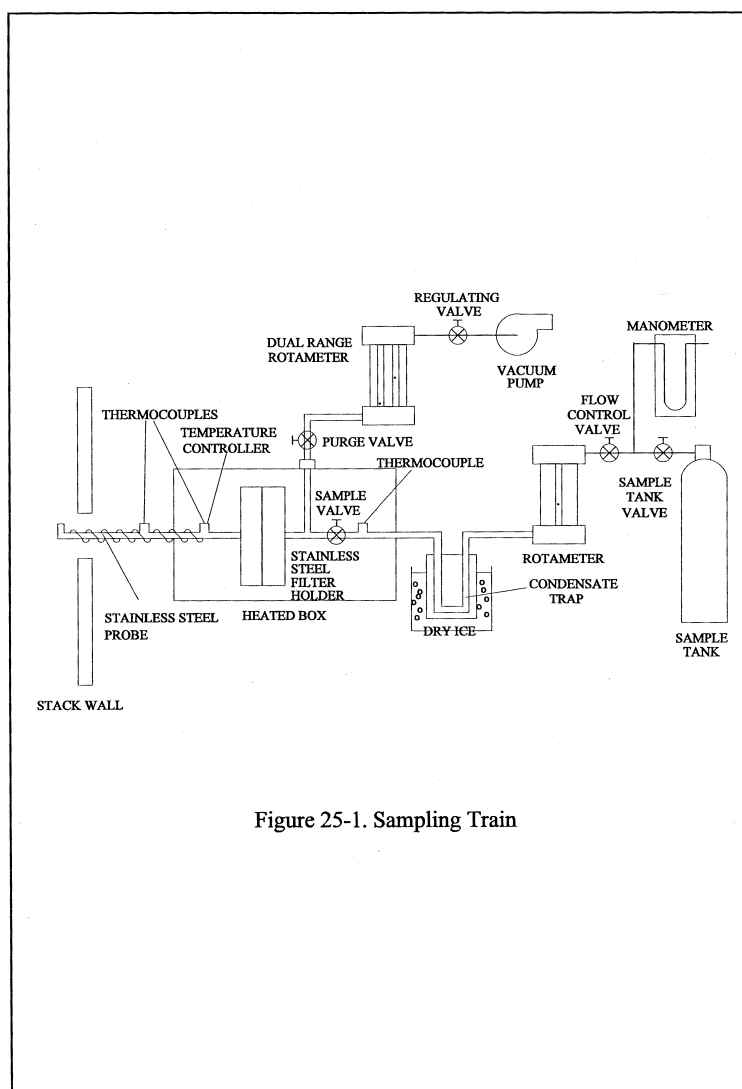 REGULATING
VALVE
DUAL RANGE
ROTAMETER
VACUUM
PUMP
MANOMETER
FLOW
CONTROL
VALVE
THERMOCOUPLES
TEMPERATURE
CONTROLLER
PURGE VALVE
THERMOCOUPLE
SAMPLE
VALVE
SAMPLE
TANK
VALVE
STAINLESS
STEEL
FILTER
HOLDER
ROTAMETER
CONDENSATE
TRAP
STAINLESS STEEL
PROBE
HEATED BOX
DRY ICE
SAMPLE
TANK
STACK WALL
Figure 25-1. Sampling Train